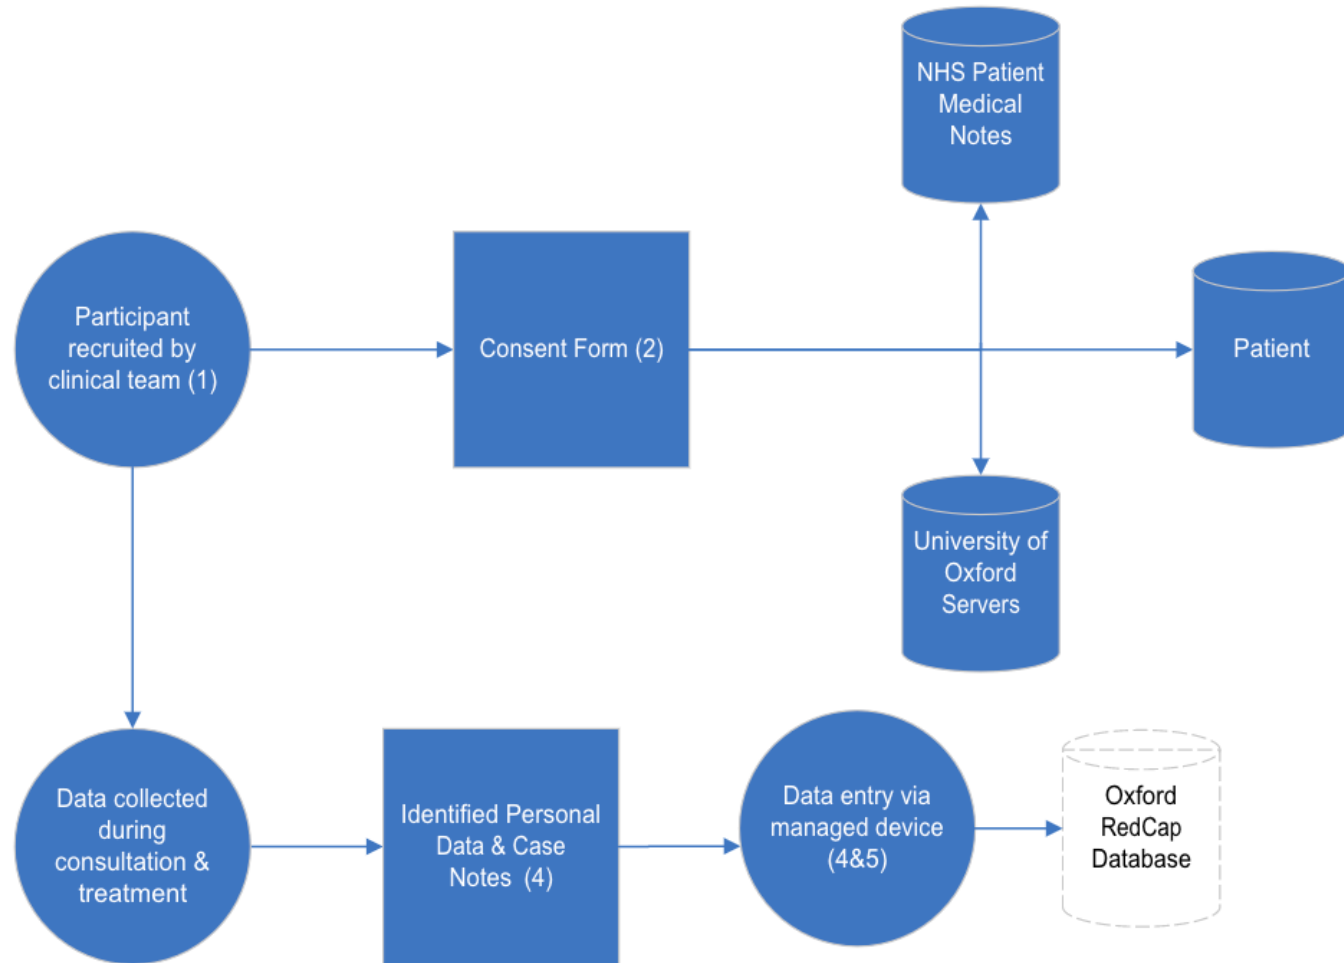 NHS Patient
Medical
Notes
Participant
recruited by
clinical team (1)
Consent Form (2)
Patient
University of
Oxford
Servers
Data collected
during
consultation &
treatment
Identified Personal
Data & Case
Notes (4)
Data entry via
managed device
(4&5)
Oxford
RedCap
Database